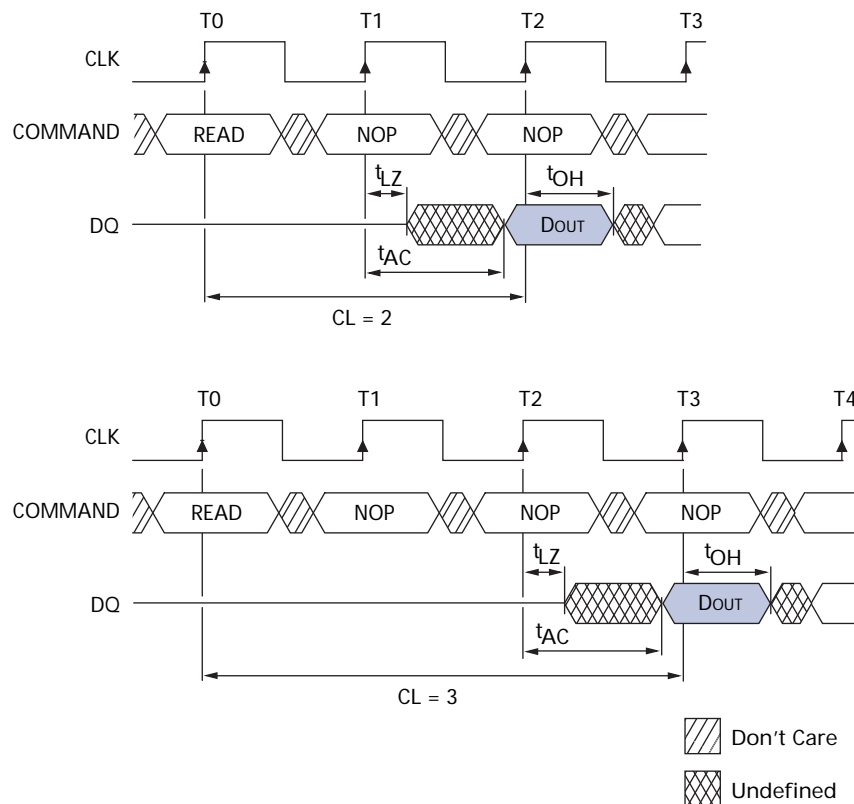 T0 T1 T2 T3
CLK
COMMAND READ NOP NOP
tLZ tOH
DQ DOUT
tAC
CL = 2
T0 T1 T2 T3 T4
CLK
COMMAND READ NOP NOP NOP
tLZ tOH
DQ DOUT
tAC
CL = 3
Don't Care
Undefined